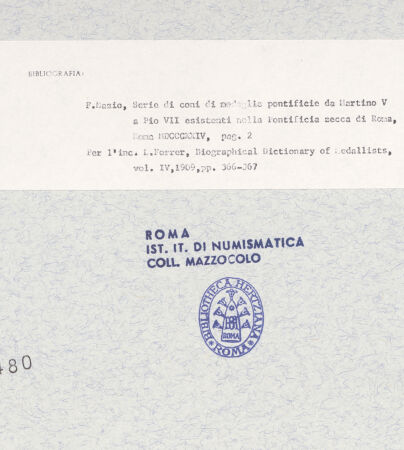 BIBLIOGRAFIA:
F.Mazio, Serie di coni di medaglie pontificie da Martino V
a Pio VII esistenti nella Pontificia zecca di Roma,
Roma MDCCCXXIV, pag. 2
Per l'inc. L.Forrer, Biographical Dictionary of Medallists,
vol. IV,1909,pp. 366-367
ROMA
IST. IT. DI NUMISMATICA
COLL. MAZZOCOLO
BIBLIOTHECA HERTZIANA
ROMA
* ROMA *
480